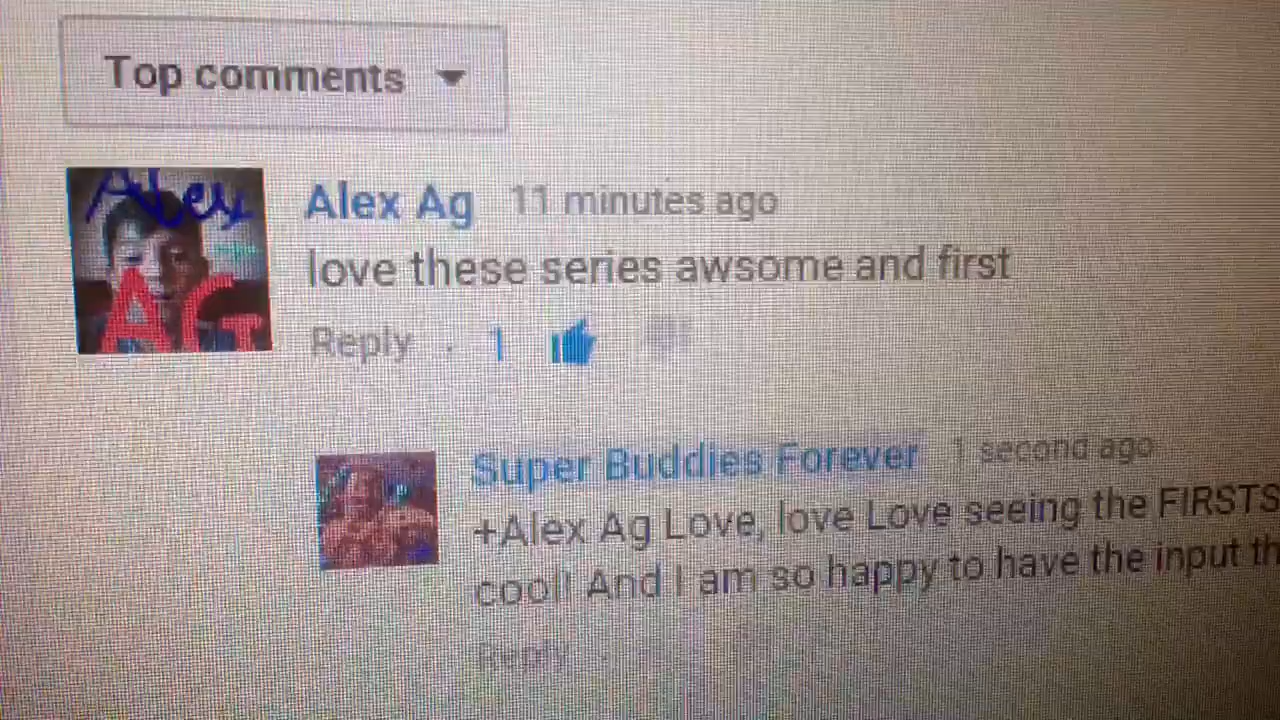 Top comments
Alex
AG
Alex Ag 11 minutes ago
love these series awsome and first
Reply · 1
Super Buddies Forever 1 second ago
+Alex Ag Love, love Love seeing the FIRSTS
cool! And I am so happy to have the input th
Reply